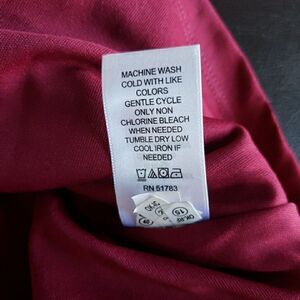 MACHINE WASH
COLD WITH LIKE
COLORS
GENTLE CYCLE
ONLY NON
CHLORINE BLEACH
WHEN NEEDED
TUMBLE DRY LOW
COOL IRON IF
NEEDED
RN 51783